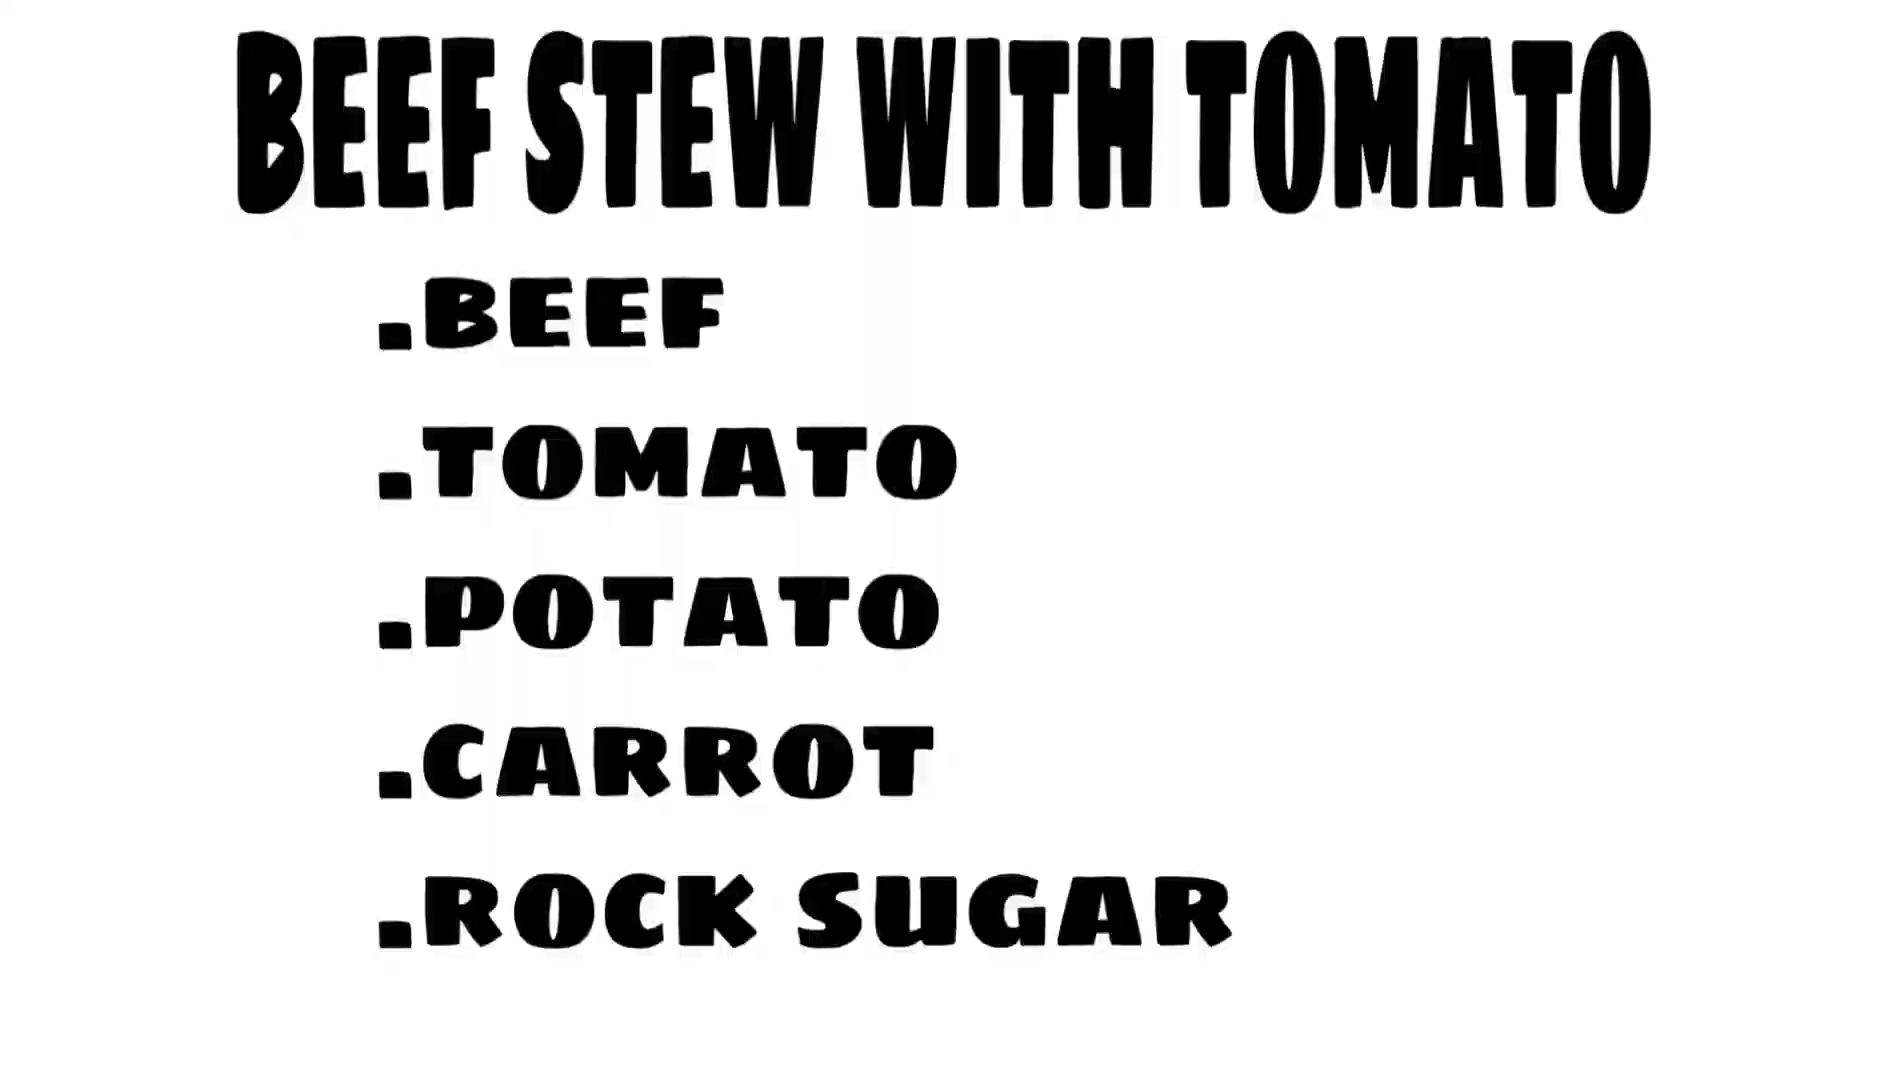 BEEF STEW WITH TOMATO
.BEEF
.TOMATO
.POTATO
.CARROT
.ROCK SUGAR